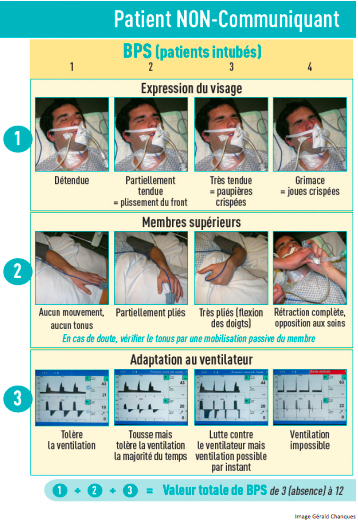 Patient NON-Communiquant
BPS (patients intubés)
1 2 3 4
Expression du visage
1
Détendue
Partiellement
tendue
= plissement du front
Très tendue
= paupières
crispées
Grimace
= joues crispées
Membres supérieurs
2
Aucun mouvement,
aucun tonus
Partiellement pliés
Très pliés (flexion
des doigts)
Rétraction complète,
opposition aux soins
En cas de doute, vérifier le tonus par une mobilisation passive du membre
Adaptation au ventilateur
3
Tolère
la ventilation
Tousse mais
tolère la ventilation
la majorité du temps
Lutte contre
le ventilateur mais
ventilation possible
par instant
Ventilation
impossible
1 + 2 + 3 = Valeur totale de BPS de 3 (absence) à 12
Image Gérald Chanques